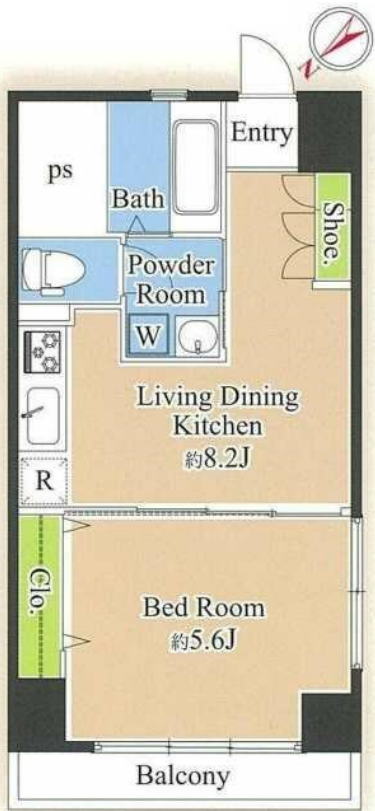 N
Entry
ps
Bath
Shoe.
Powder
Room
W
Living Dining
Kitchen
約8.2J
R
Clo.
Bed Room
約5.6J
Balcony